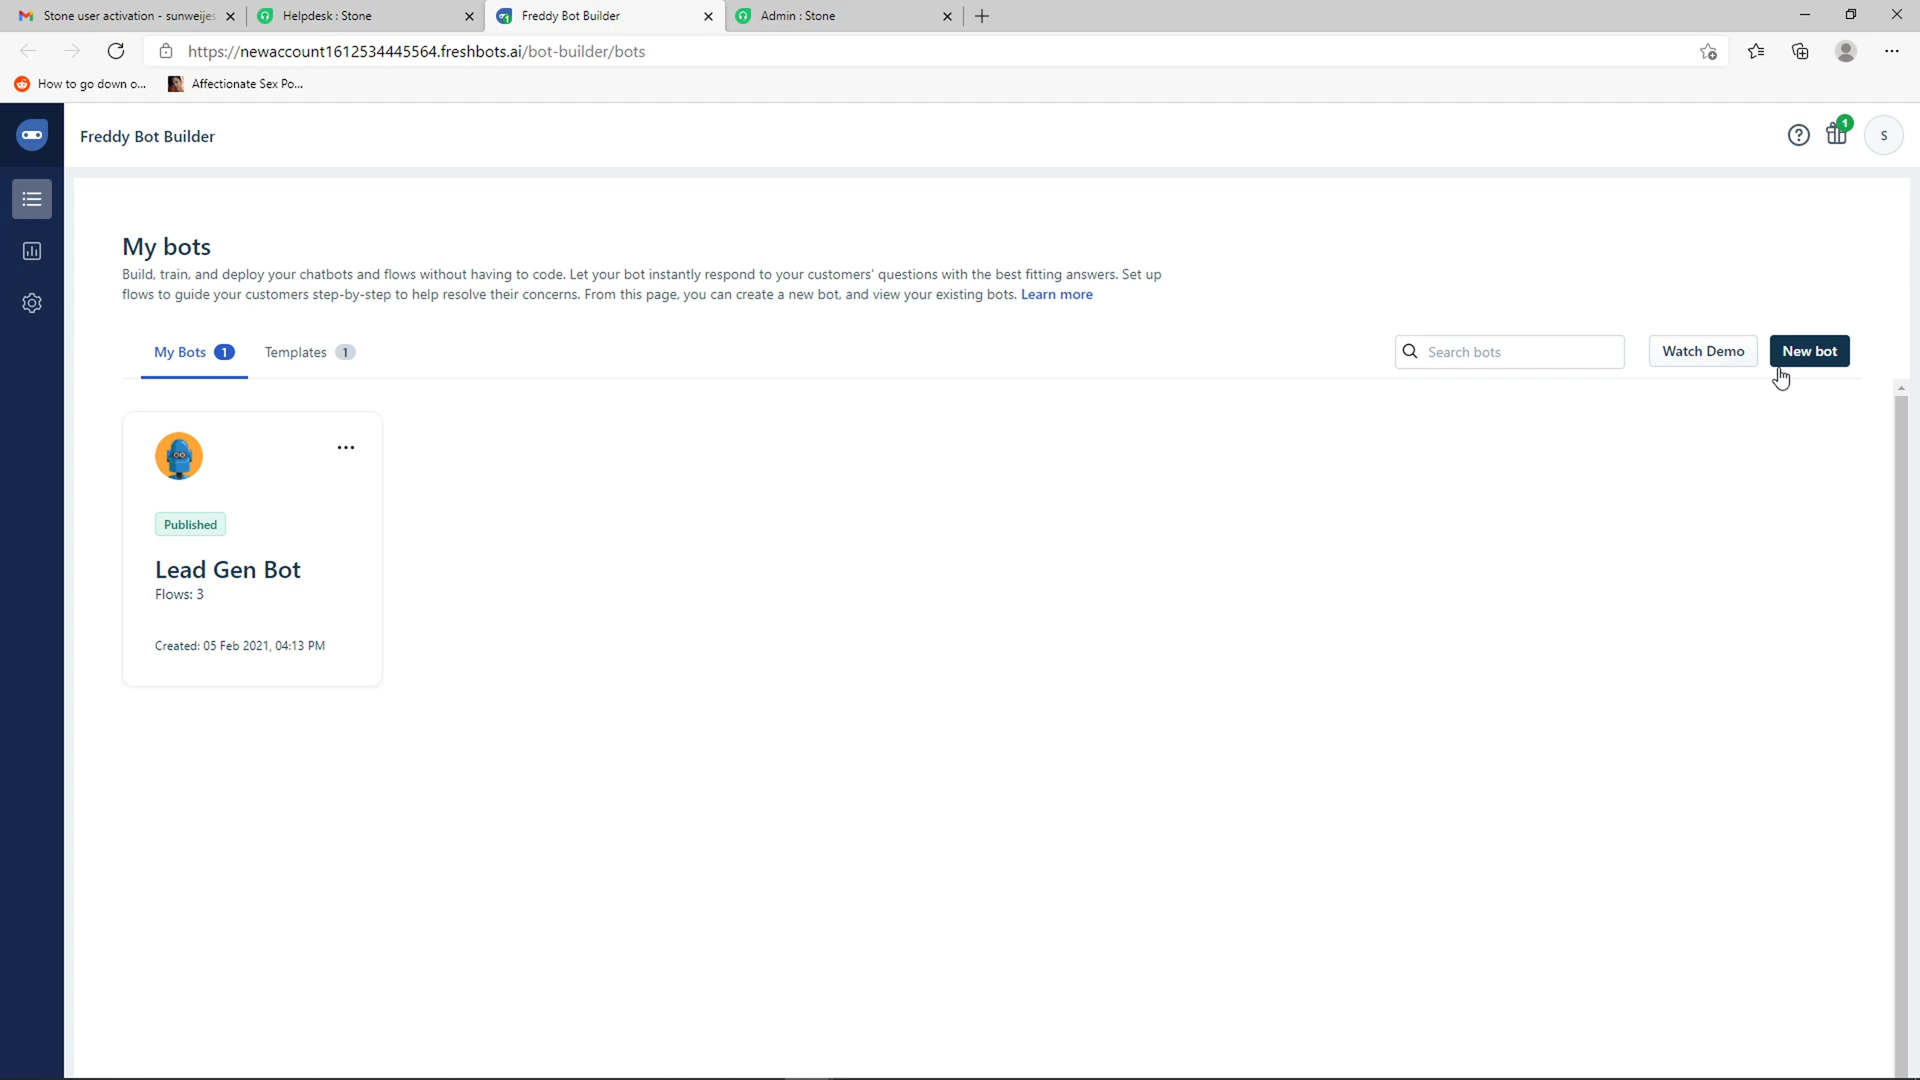 Stone user activation - sunweijes
Helpdesk : Stone
Freddy Bot Builder
Admin : Stone
https://newaccount1612534445564.freshbots.ai/bot-builder/bots
How to go down o...
Affectionate Sex Po...
Freddy Bot Builder
1
S
My bots
Build, train, and deploy your chatbots and flows without having to code. Let your bot instantly respond to your customers' questions with the best fitting answers. Set up
flows to guide your customers step-by-step to help resolve their concerns. From this page, you can create a new bot, and view your existing bots. Learn more
My Bots 1
Templates 1
Search bots
Watch Demo
New bot
Published
Lead Gen Bot
Flows: 3
Created: 05 Feb 2021, 04:13 PM